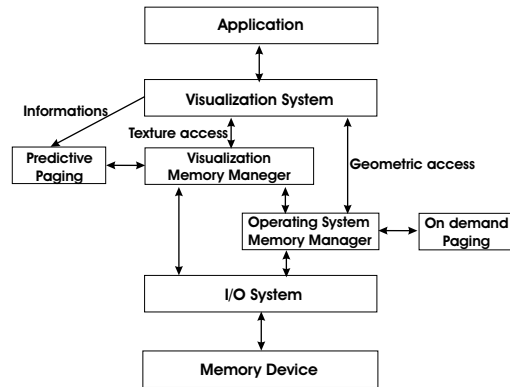 Application
Visualization System
Informations
Texture access
Predictive
Paging
Visualization
Memory Maneger
Geometric access
Operating System
Memory Manager
On demand
Paging
I/O System
Memory Device